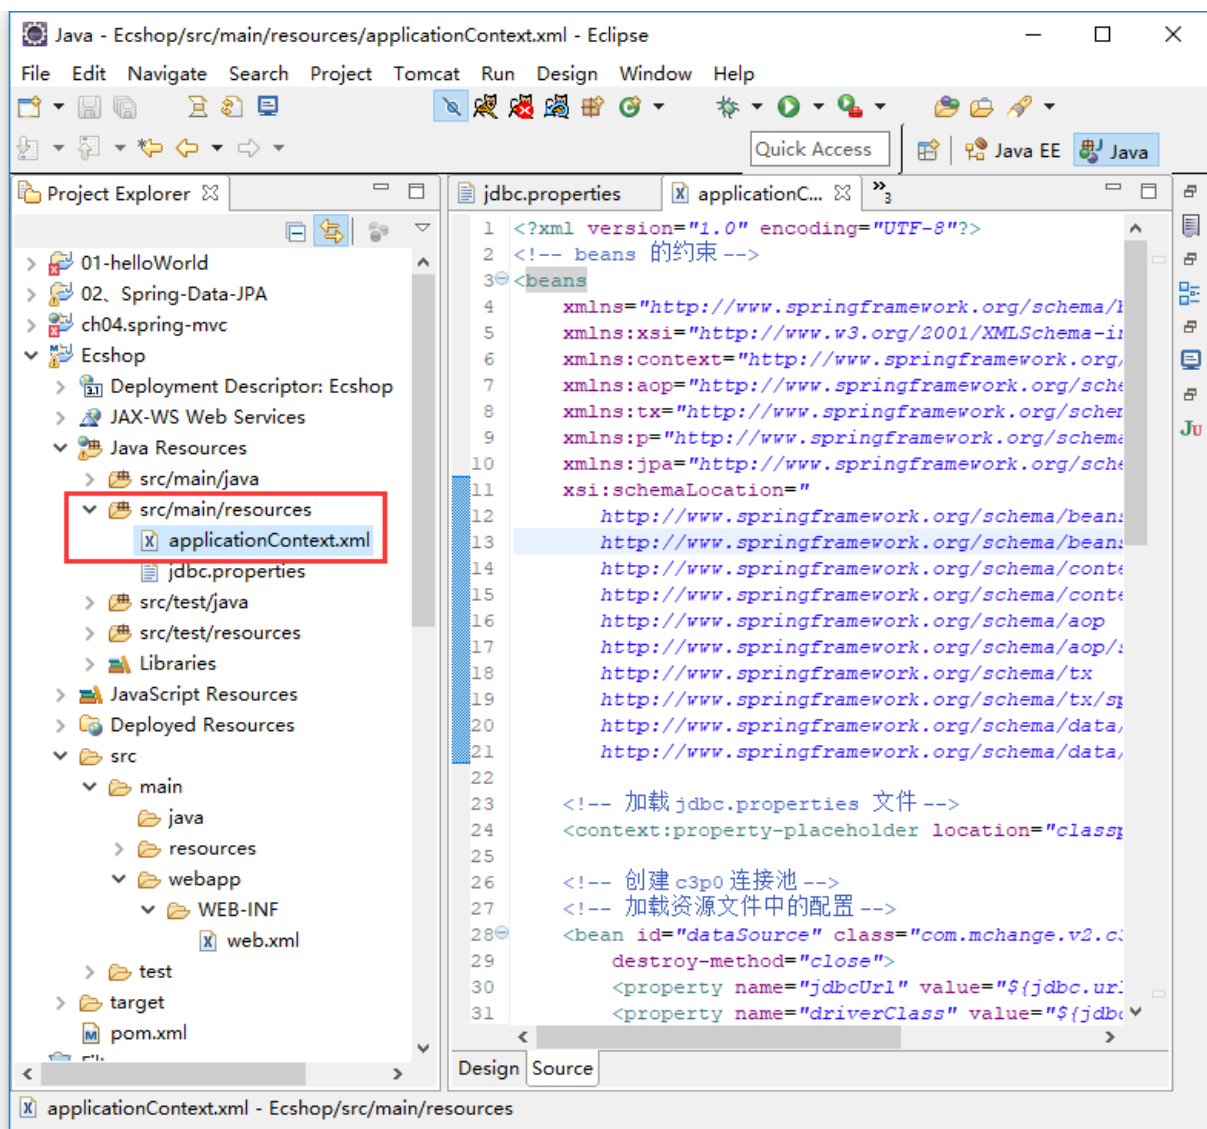 Java - Ecshop/src/main/resources/applicationContext.xml - Eclipse
File Edit Navigate Search Project Tomcat Run Design Window Help
Quick Access
Java EE
Java
Project Explorer
01-helloWorld
02、Spring-Data-JPA
ch04.spring-mvc
Ecshop
Deployment Descriptor: Ecshop
JAX-WS Web Services
Java Resources
src/main/java
src/main/resources
applicationContext.xml
jdbc.properties
src/test/java
src/test/resources
Libraries
JavaScript Resources
Deployed Resources
src
main
java
resources
webapp
WEB-INF
web.xml
test
target
pom.xml
jdbc.properties
applicationC...
»3
1 <?xml version="1.0" encoding="UTF-8"?>
2 <!-- beans 的约束 -->
3 <beans
4 xmlns="http://www.springframework.org/schema/
5 xmlns:xsi="http://www.w3.org/2001/XMLSchema-in
6 xmlns:context="http://www.springframework.org/
7 xmlns:aop="http://www.springframework.org/sche
8 xmlns:tx="http://www.springframework.org/schem
9 xmlns:p="http://www.springframework.org/schema
10 xmlns:jpa="http://www.springframework.org/sche
11 xsi:schemaLocation="
12 http://www.springframework.org/schema/beans
13 http://www.springframework.org/schema/beans
14 http://www.springframework.org/schema/conte
15 http://www.springframework.org/schema/conte
16 http://www.springframework.org/schema/aop
17 http://www.springframework.org/schema/aop/s
18 http://www.springframework.org/schema/tx
19 http://www.springframework.org/schema/tx/sp
20 http://www.springframework.org/schema/data/
21 http://www.springframework.org/schema/data/
22
23 <!-- 加载 jdbc.properties 文件 -->
24 <context:property-placeholder location="classp
25
26 <!-- 创建 c3p0 连接池 -->
27 <!-- 加载资源文件中的配置 -->
28 <bean id="dataSource" class="com.mchange.v2.c3
29 destroy-method="close">
30 <property name="jdbcUrl" value="${jdbc.url
31 <property name="driverClass" value="${jdbc
Design Source
applicationContext.xml - Ecshop/src/main/resources